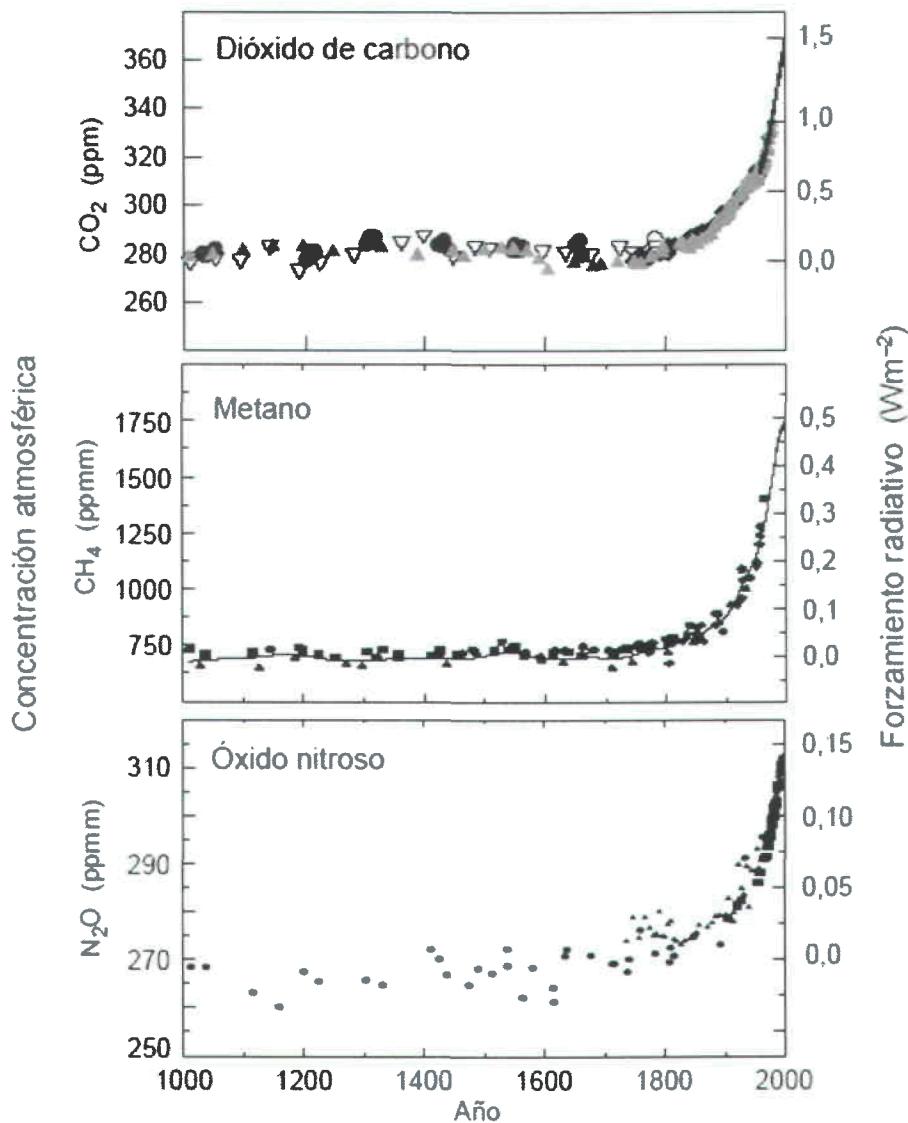 Concentración atmosférica
Dióxido de carbono
CO₂ (ppm)
360
340
320
300
280
260
1,5
1,0
0,5
0,0
Metano
CH₄ (ppmm)
1750
1500
1250
1000
750
0,5
0,4
0,3
0,2
0,1
0,0
Forzamiento radiativo (Wm⁻²)
Óxido nitroso
N₂O (ppmm)
310
290
270
250
0,15
0,10
0,05
0,0
1000 1200 1400 1600 1800 2000
Año